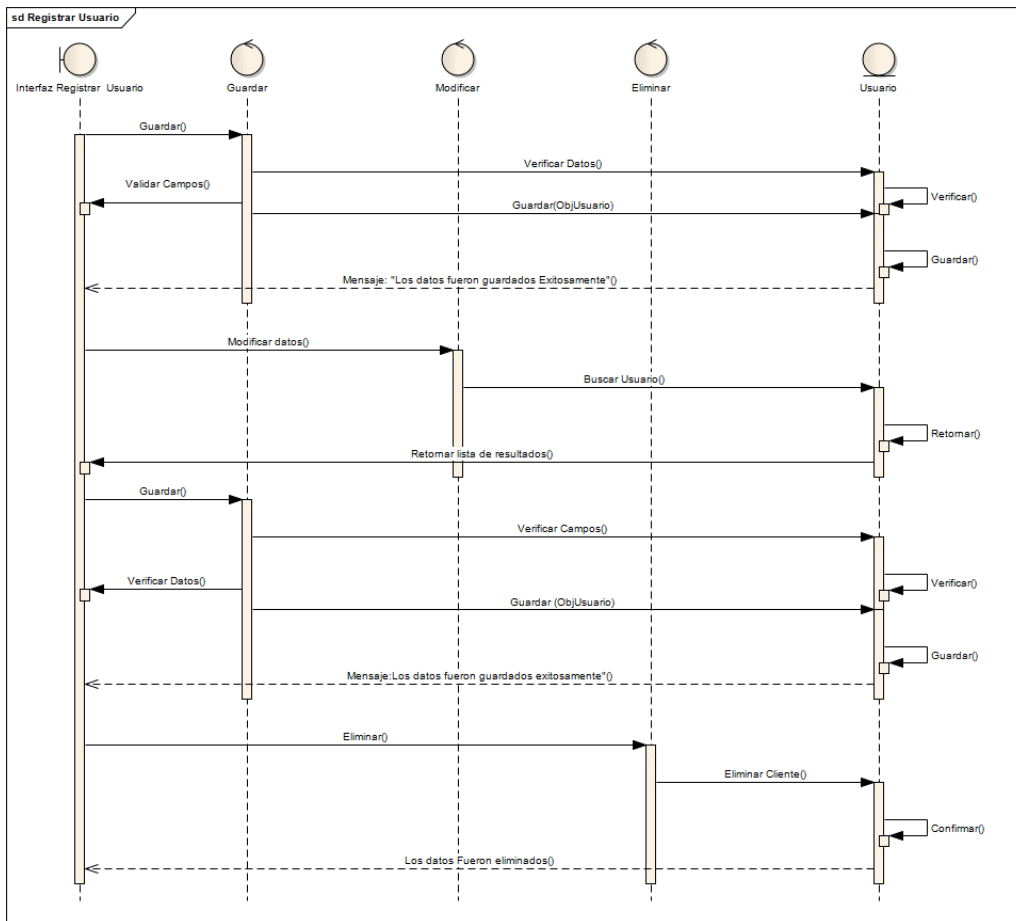 sd Registrar Usuario
Interfaz Registrar Usuario
Guardar
Modificar
Eliminar
Usuario
Guardar()
Verificar Datos()
Validar Campos()
Verificar()
Guardar(ObjUsuario)
Guardar()
Mensaje: "Los datos fueron guardados Exitosamente"()
Modificar datos()
Buscar Usuario()
Retornar()
Retornar lista de resultados()
Guardar()
Verificar Campos()
Verificar Datos()
Verificar()
Guardar (ObjUsuario)
Guardar()
Mensaje:Los datos fueron guardados exitosamente"()
Eliminar()
Eliminar Cliente()
Confirmar()
Los datos Fueron eliminados()